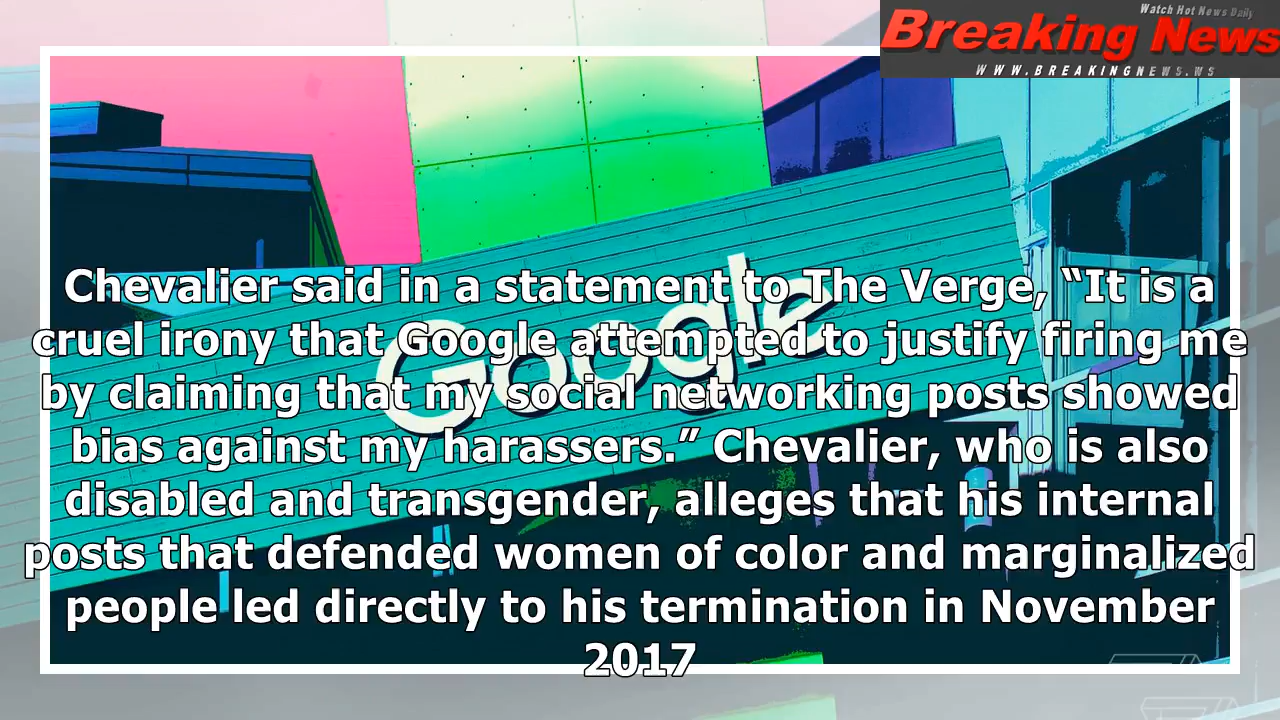 Watch Hot News Daily
Breaking News
WWW.BREAKINGNEWS.WS
Google
Chevalier said in a statement to The Verge, “It is a
cruel irony that Google attempted to justify firing me
by claiming that my social networking posts showed
bias against my harassers.” Chevalier, who is also
disabled and transgender, alleges that his internal
posts that defended women of color and marginalized
people led directly to his termination in November
2017